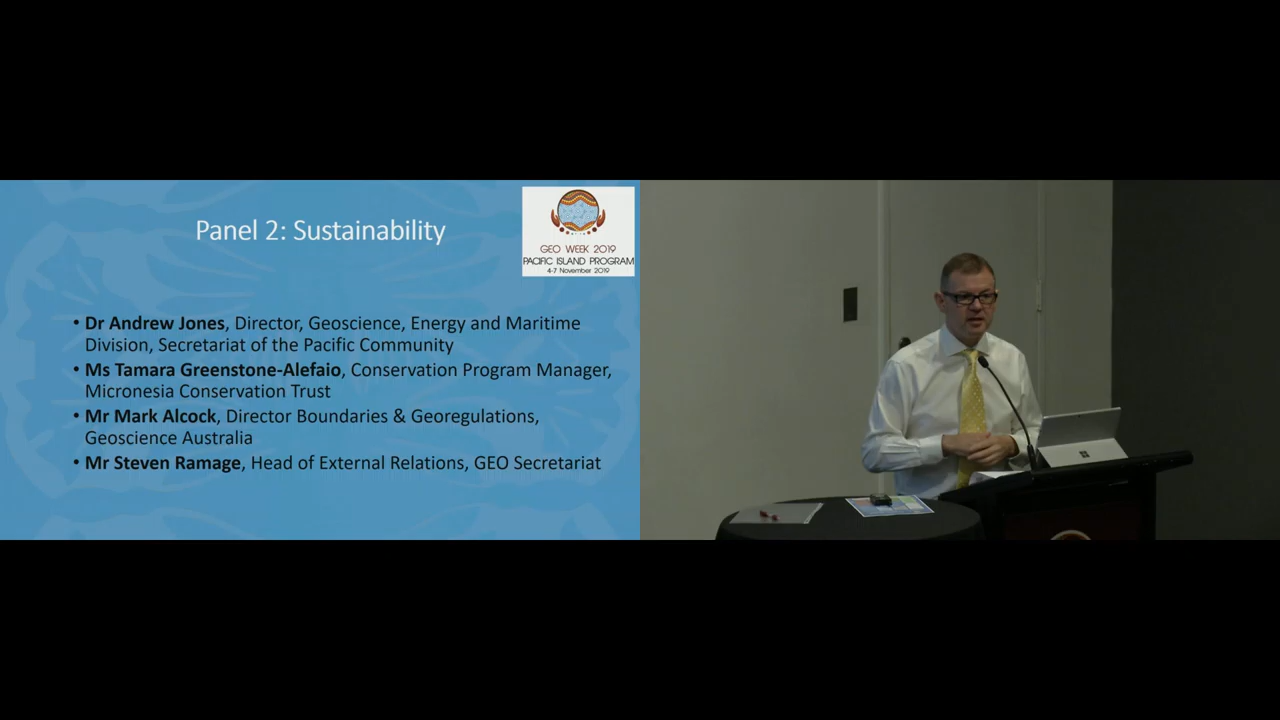 Panel 2: Sustainability
GEO WEEK 2019
PACIFIC ISLAND PROGRAM
4-7 November 2019
• Dr Andrew Jones, Director, Geoscience, Energy and Maritime
Division, Secretariat of the Pacific Community
• Ms Tamara Greenstone-Alefaio, Conservation Program Manager,
Micronesia Conservation Trust
• Mr Mark Alcock, Director Boundaries & Georegulations,
Geoscience Australia
• Mr Steven Ramage, Head of External Relations, GEO Secretariat